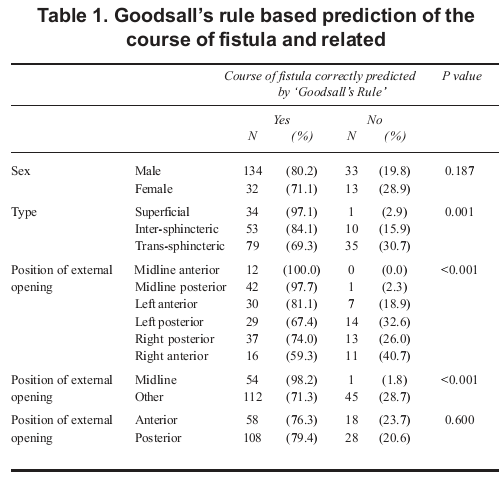 Table 1. Goodsall's rule based prediction of the
course of fistula and related
Course of fistula correctly predicted P value
by 'Goodsall's Rule'
Yes No
N (%) N (%)
Sex Male 134 (80.2) 33 (19.8) 0.187
Female 32 (71.1) 13 (28.9)
Type Superficial 34 (97.1) 1 (2.9) 0.001
Inter-sphincteric 53 (84.1) 10 (15.9)
Trans-sphincteric 79 (69.3) 35 (30.7)
Position of external Midline anterior 12 (100.0) 0 (0.0) <0.001
opening Midline posterior 42 (97.7) 1 (2.3)
Left anterior 30 (81.1) 7 (18.9)
Left posterior 29 (67.4) 14 (32.6)
Right posterior 37 (74.0) 13 (26.0)
Right anterior 16 (59.3) 11 (40.7)
Position of external Midline 54 (98.2) 1 (1.8) <0.001
opening Other 112 (71.3) 45 (28.7)
Position of external Anterior 58 (76.3) 18 (23.7) 0.600
opening Posterior 108 (79.4) 28 (20.6)